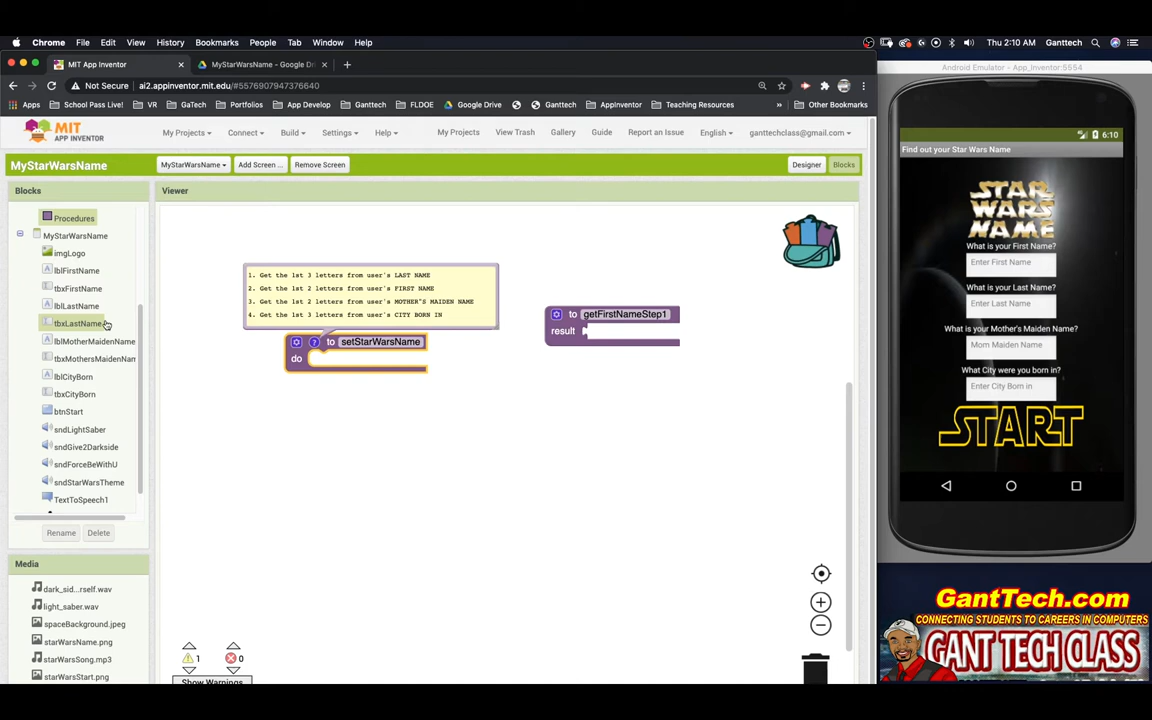 Chrome File Edit View History Bookmarks People Tab Window Help
Thu 2:10 AM Ganttech
MIT App Inventor
MyStarWarsName - Google Dri
Not Secure ai2.appinventor.mit.edu/#5576907947376640
Apps School Pass Live! VR GaTech Portfolios App Develop Ganttech FLDOE Google Drive Ganttech AppInventor Teaching Resources Other Bookmarks
MIT
APP INVENTOR
My Projects Connect Build Settings Help My Projects View Trash Gallery Guide Report an Issue English ganttechclass@gmail.com
MyStarWarsName
MyStarWarsName Add Screen ... Remove Screen Designer Blocks
Blocks
Viewer
Procedures
MyStarWarsName
imgLogo
lblFirstName
tbxFirstName
lblLastName
tbxLastName
lblMotherMaidenName
tbxMothersMaidenNam
lblCityBorn
tbxCityBorn
btnStart
sndLightSaber
sndGive2Darkside
sndForceBeWithU
sndStarWarsTheme
TextToSpeech1
Rename Delete
Media
dark_sid...rself.wav
light_saber.wav
spaceBackground.jpeg
starWarsName.png
starWarsSong.mp3
starWarsStart.png
1. Get the 1st 3 letters from user's LAST NAME
2. Get the 1st 2 letters from user's FIRST NAME
3. Get the 1st 2 letters from user's MOTHER'S MAIDEN NAME
4. Get the 1st 3 letters from user's CITY BORN IN
? to setStarWarsName
do
to getFirstNameStep1
result
1 0
Show Warnings
Android Emulator - App_Inventor:5554
6:10
Find out your Star Wars Name
STAR
WARS
NAME
What is your First Name?
Enter First Name
What is your Last Name?
Enter Last Name
What is your Mother's Maiden Name?
Mom Maiden Name
What City were you born in?
Enter City Born in
START
GantTech.com
CONNECTING STUDENTS TO CAREERS IN COMPUTERS
GANT TECH CLASS